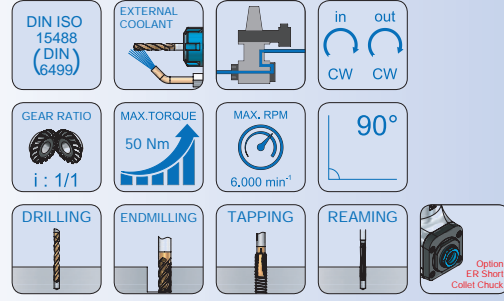 DIN ISO
15488
(DIN
6499)
EXTERNAL
COOLANT
in out
CW CW
GEAR RATIO
i : 1/1
MAX.TORQUE
50 Nm
MAX. RPM
6.000 min⁻¹
90°
DRILLING
ENDMILLING
TAPPING
REAMING
Option
ER Short
Collet Chuck